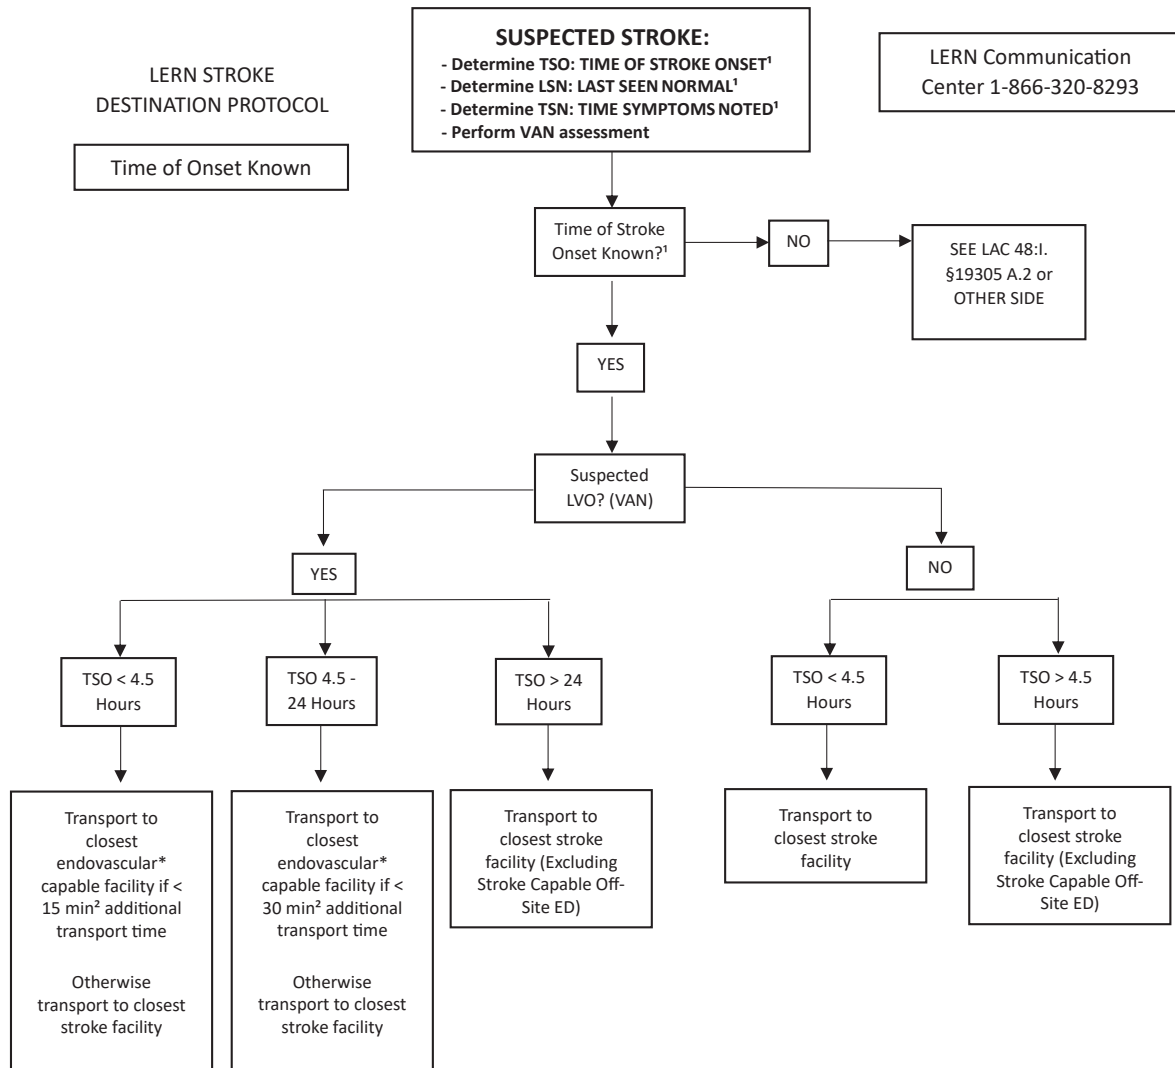 LERN STROKE
DESTINATION PROTOCOL
Time of Onset Known
SUSPECTED STROKE:
- Determine TSO: TIME OF STROKE ONSET¹
- Determine LSN: LAST SEEN NORMAL¹
- Determine TSN: TIME SYMPTOMS NOTED¹
- Perform VAN assessment
LERN Communication
Center 1-866-320-8293
Time of Stroke
Onset Known?¹
NO
SEE LAC 48:I.
§19305 A.2 or
OTHER SIDE
YES
Suspected
LVO? (VAN)
YES
NO
TSO < 4.5
Hours
TSO 4.5 -
24 Hours
TSO > 24
Hours
TSO < 4.5
Hours
TSO > 4.5
Hours
Transport to
closest
endovascular*
capable facility if <
15 min² additional
transport time
Otherwise
transport to closest
stroke facility
Transport to
closest
endovascular*
capable facility if <
30 min² additional
transport time
Otherwise
transport to closest
stroke facility
Transport to
closest stroke
facility (Excluding
Stroke Capable Off-
Site ED)
Transport to
closest stroke
facility
Transport to
closest stroke
facility (Excluding
Stroke Capable Off-
Site ED)